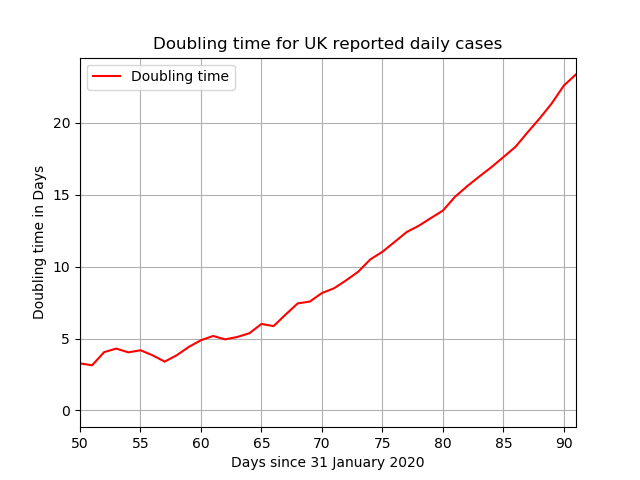 Doubling time for UK reported daily cases
Doubling time
Doubling time in Days
20
15
10
5
0
50 55 60 65 70 75 80 85 90
Days since 31 January 2020